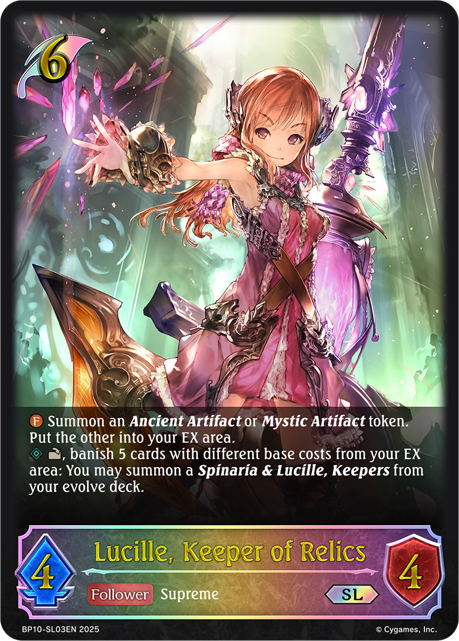 6
F Summon an Ancient Artifact or Mystic Artifact token.
Put the other into your EX area.
, banish 5 cards with different base costs from your EX
area: You may summon a Spinaria & Lucille, Keepers from
your evolve deck.
Lucille, Keeper of Relics
4
Follower Supreme
SL
4
BP10-SL03EN 2025
© Cygames, Inc.